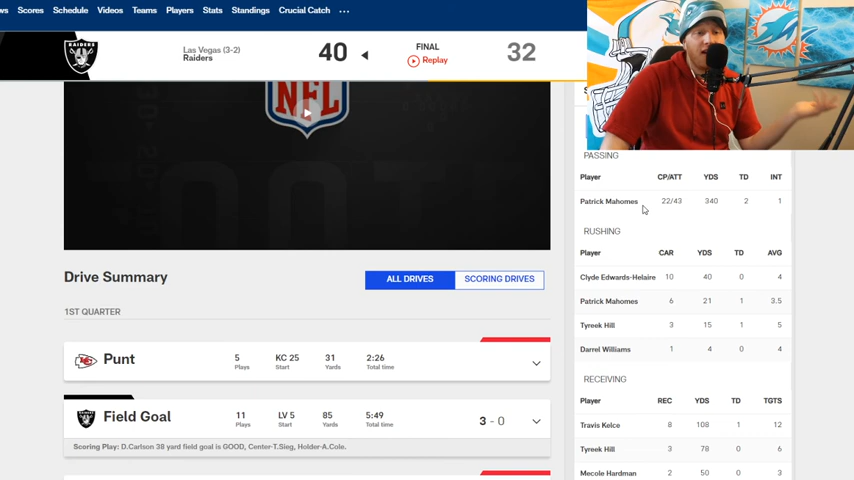 ws Scores Schedule Videos Teams Players Stats Standings Crucial Catch ...
RAIDERS
Las Vegas (3-2)
Raiders
40
FINAL
Replay
32
NFL
PASSING
Player CP/ATT YDS TD INT
Patrick Mahomes 22/43 340 2 1
RUSHING
Player CAR YDS TD AVG
Clyde Edwards-Helaire 10 40 0 4
Patrick Mahomes 6 21 1 3.5
Tyreek Hill 3 15 1 5
Darrel Williams 1 4 0 4
RECEIVING
Player REC YDS TD TGTS
Travis Kelce 8 108 1 12
Tyreek Hill 3 78 0 6
Mecole Hardman 2 50 0 3
Drive Summary
ALL DRIVES SCORING DRIVES
1ST QUARTER
Punt 5 KC 25 31 2:26
Plays Start Yards Total time
Field Goal 11 LV 5 85 5:49 3 - 0
Plays Start Yards Total time
Scoring Play: D.Carlson 38 yard field goal is GOOD, Center-T.Sieg, Holder-A.Cole.